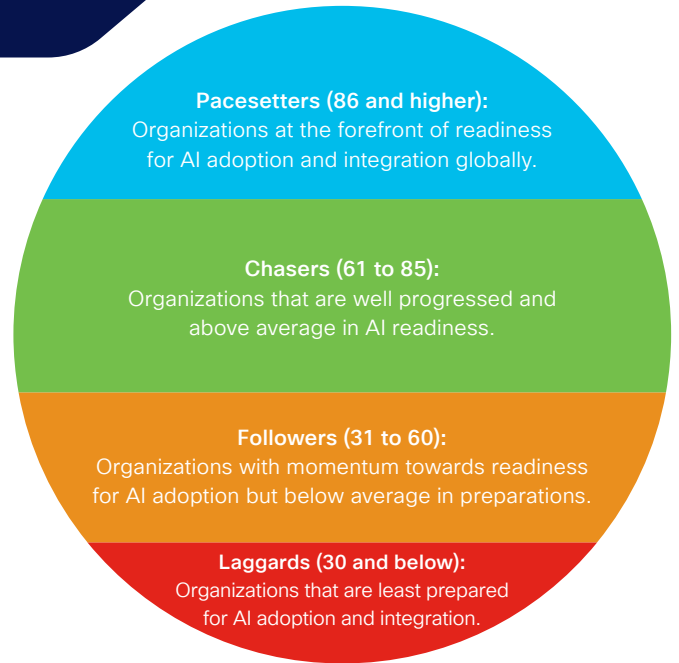 Pacesetters (86 and higher):
Organizations at the forefront of readiness
for AI adoption and integration globally.
Chasers (61 to 85):
Organizations that are well progressed and
above average in AI readiness.
Followers (31 to 60):
Organizations with momentum towards readiness
for AI adoption but below average in preparations.
Laggards (30 and below):
Organizations that are least prepared
for AI adoption and integration.